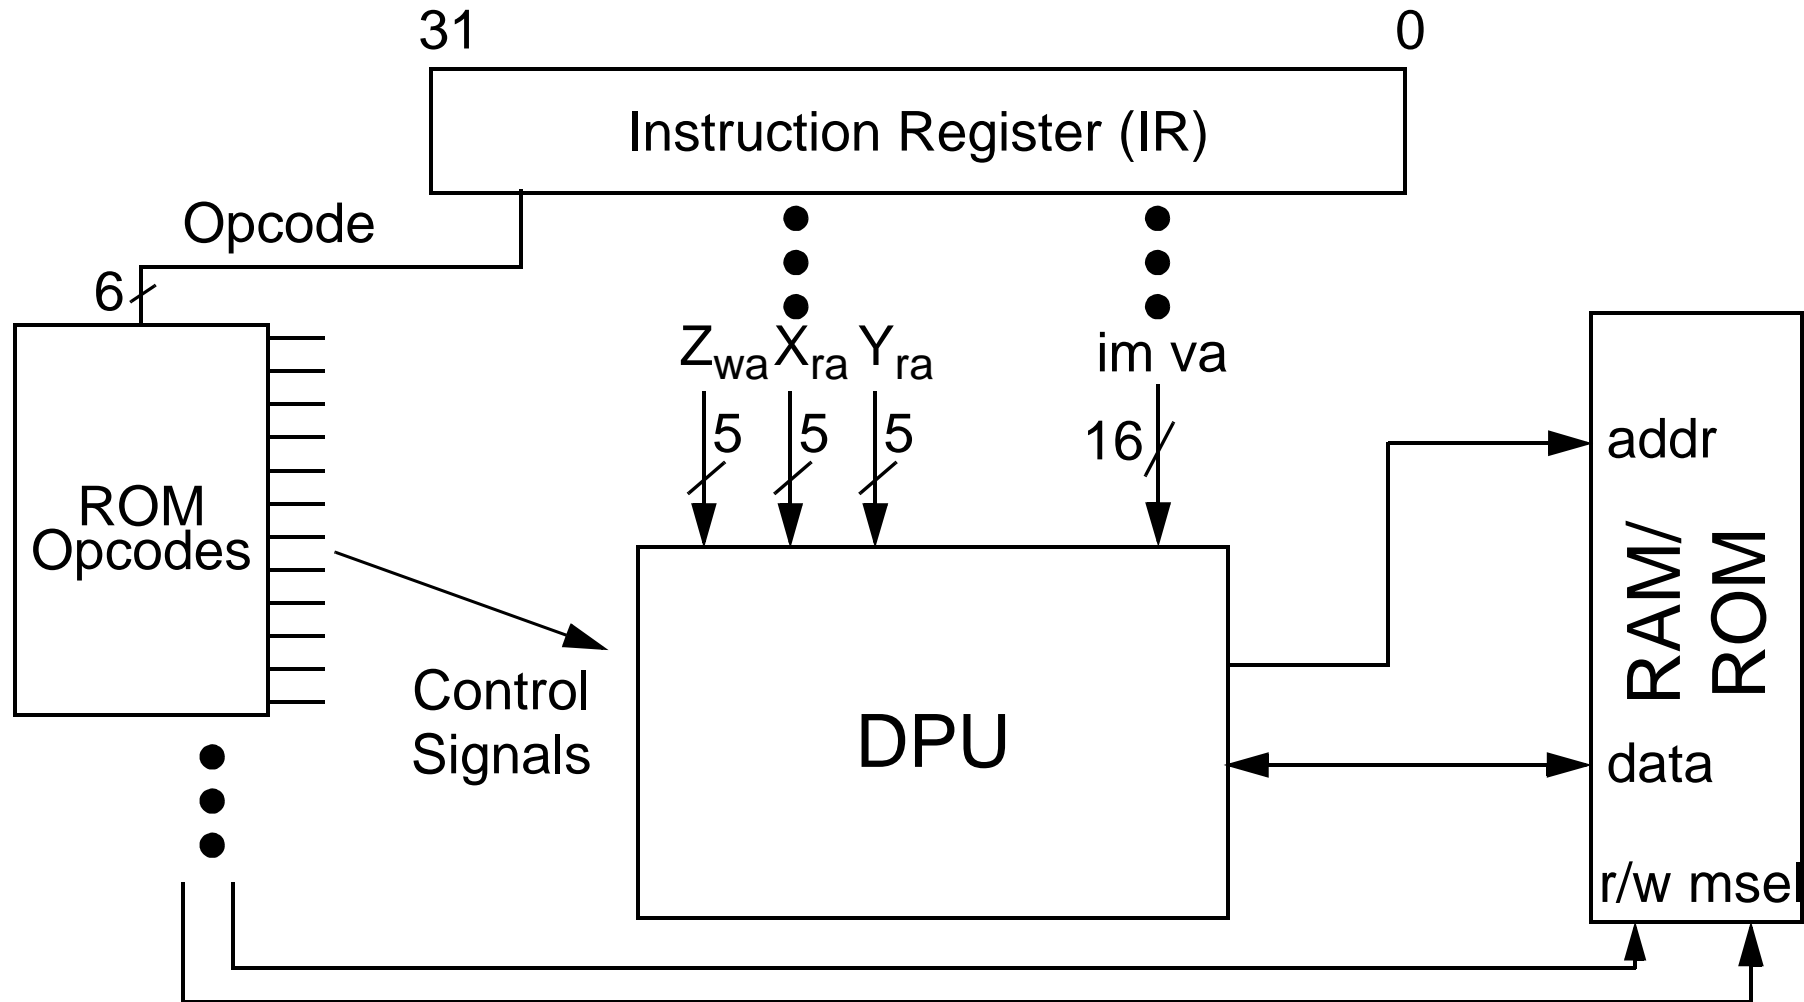 31 0
Instruction Register (IR)
Opcode
6
Zwa Xra Yra im va
5 5 5 16
ROM
Opcodes
Control
Signals
DPU
addr
RAM/
ROM
data
r/w msel